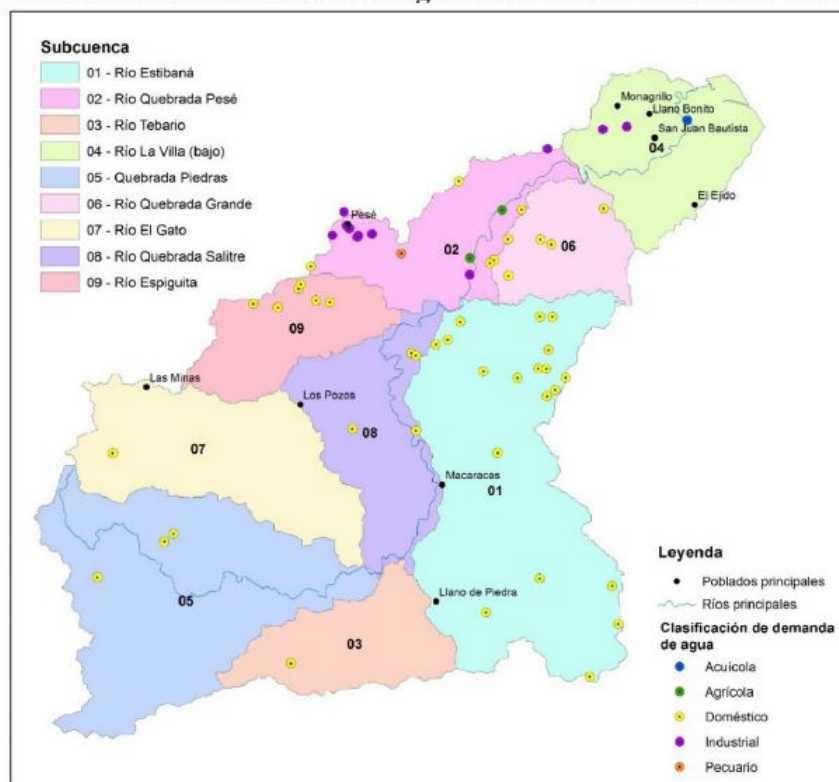 Subcuenca
01 - Río Estibaná
02 - Río Quebrada Pesé
03 - Río Tebario
04 - Río La Villa (bajo)
05 - Quebrada Piedras
06 - Río Quebrada Grande
07 - Río El Gato
08 - Río Quebrada Salitre
09 - Río Espiguita
Monagrillo
Llano Bonito
San Juan Bautista
04
El Ejido
Pesé
02
06
09
Las Minas
Los Pozos
08
07
Macaracas
01
Llano de Piedra
05
03
Leyenda
Poblados principales
Ríos principales
Clasificación de demanda
de agua
Acuícola
Agrícola
Doméstico
Industrial
Pecuario